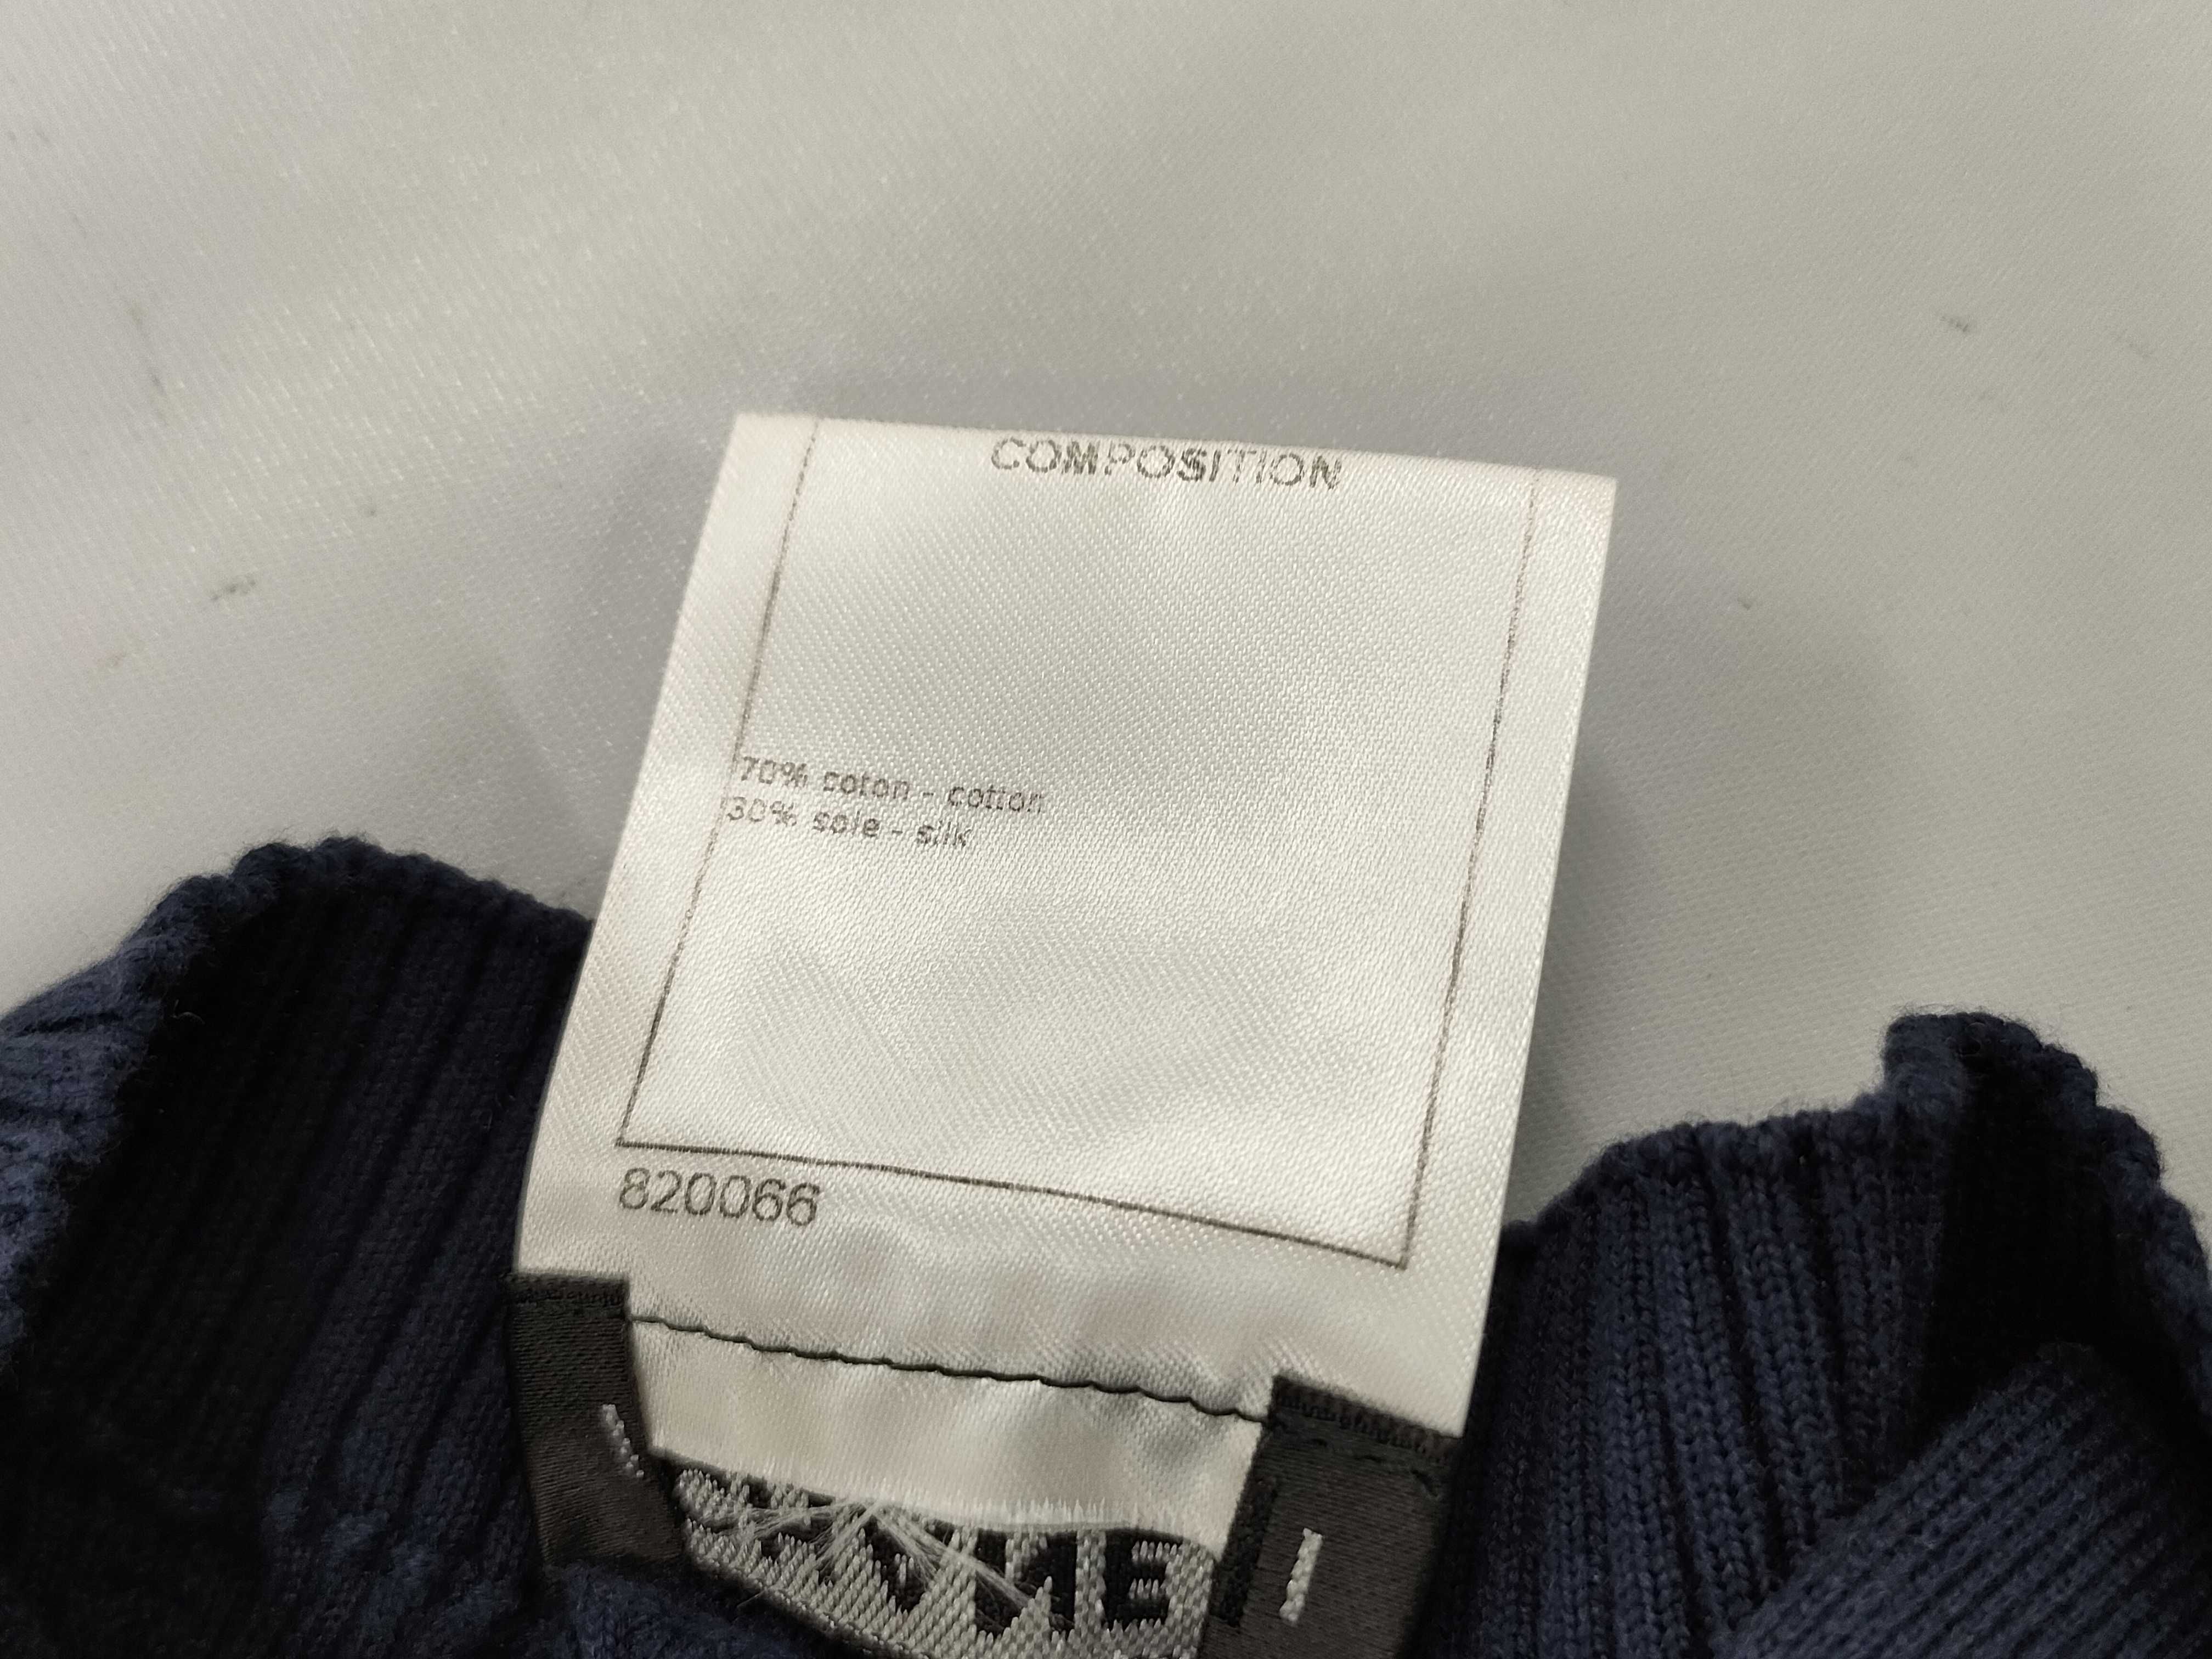 COMPOSITION
70% coton - cotton
30% soie - silk
820066